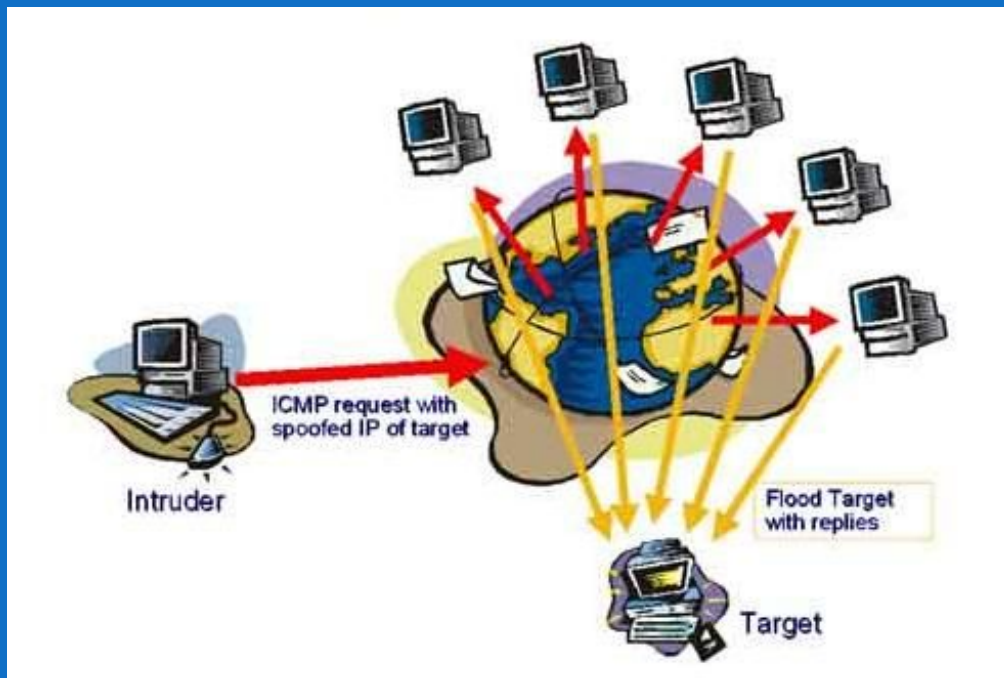 ICMP request with
spoofed IP of target
Intruder
Flood Target
with replies
Target